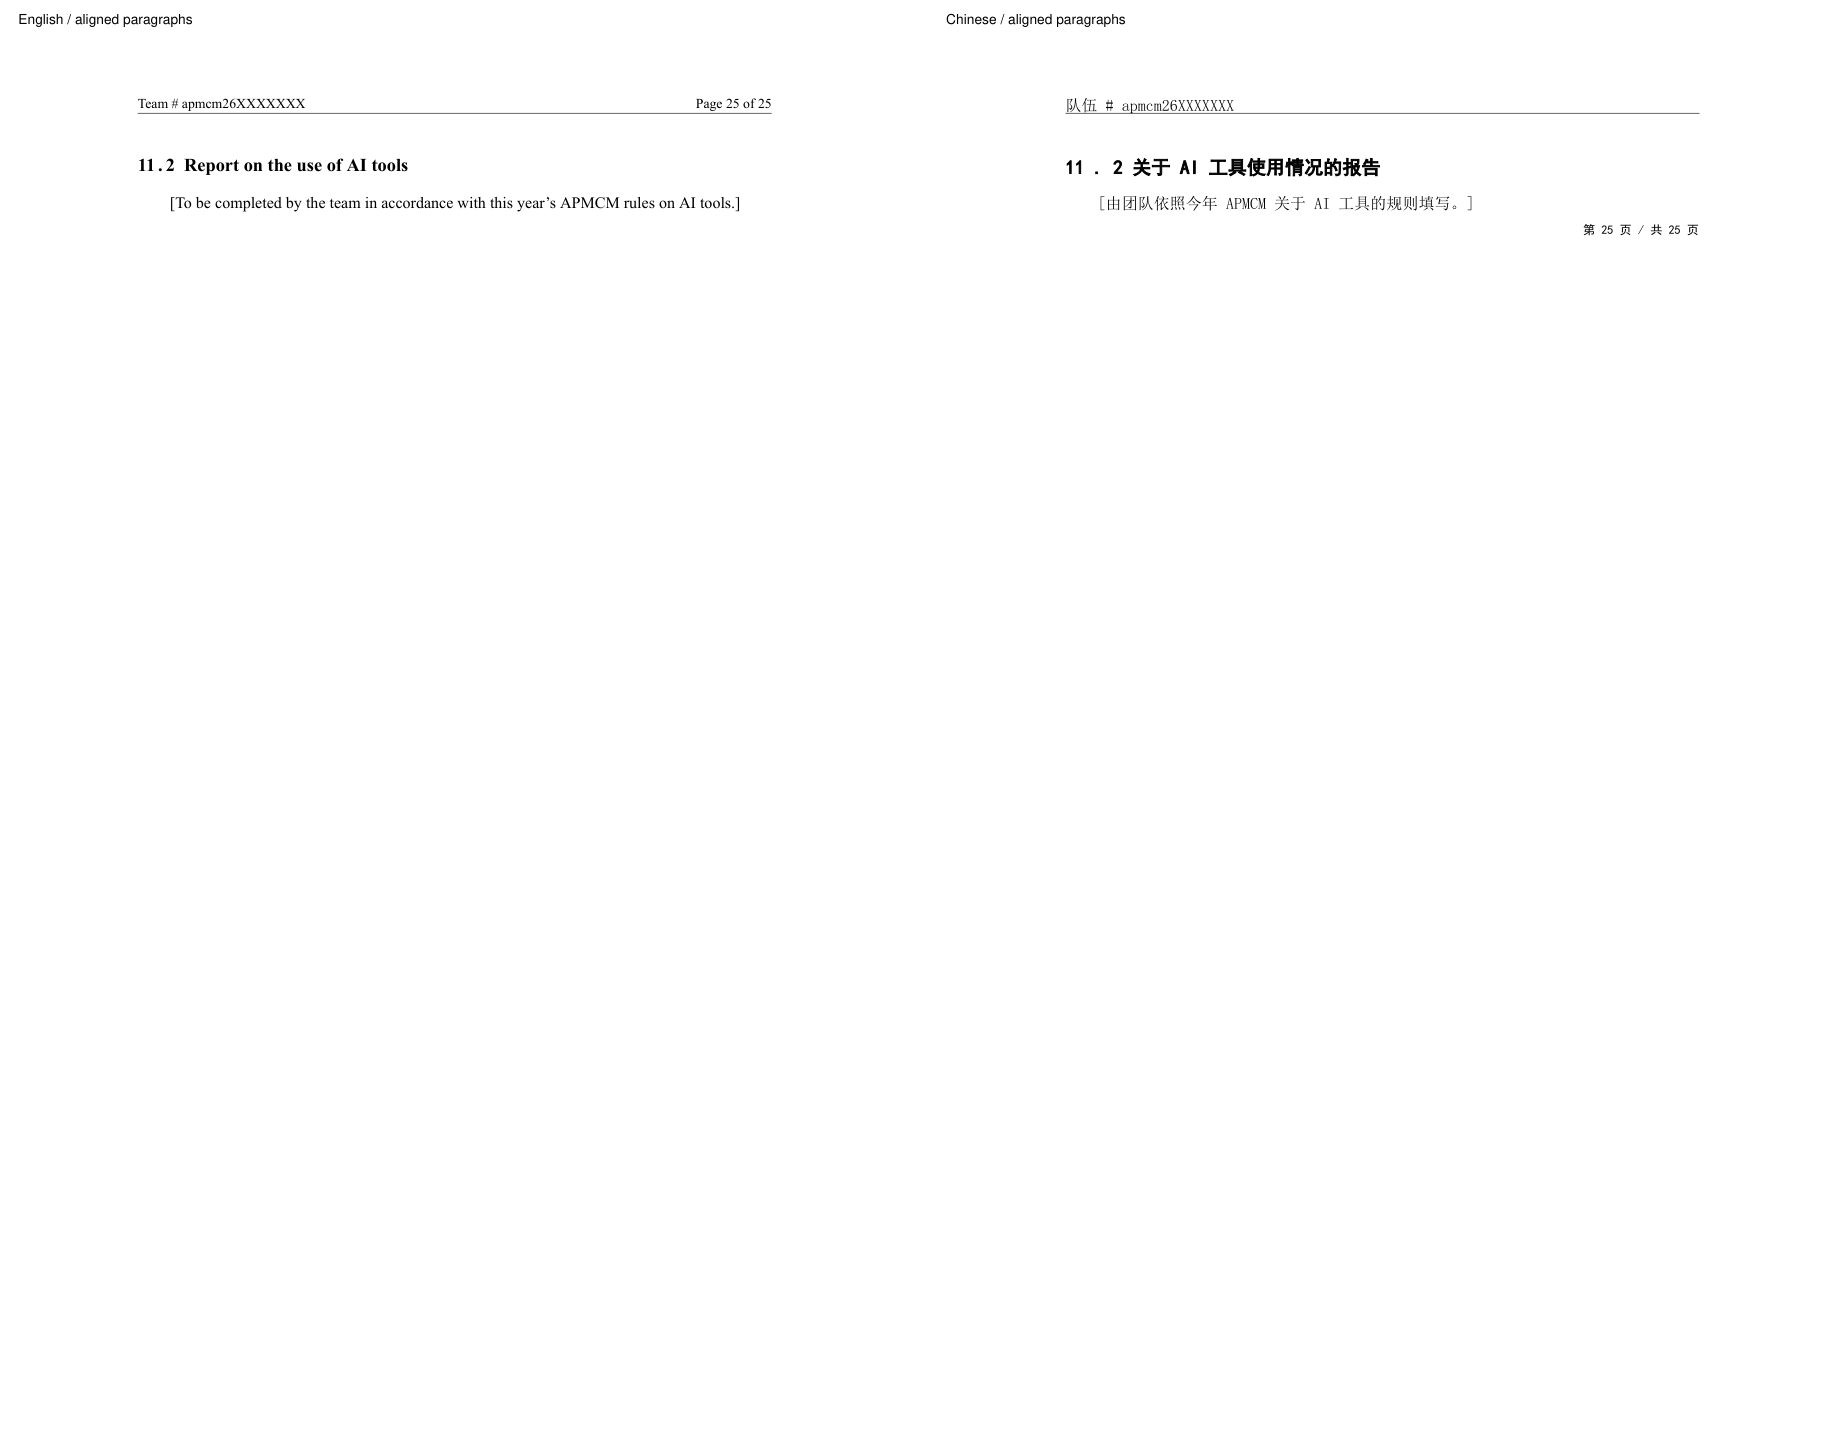 English / aligned paragraphs
Team # apmcm26XXXXXXX Page 25 of 25
11.2 Report on the use of AI tools
[To be completed by the team in accordance with this year’s APMCM rules on AI tools.]
Chinese / aligned paragraphs
队伍 # apmcm26XXXXXXX
11 . 2 关于 AI 工具使用情况的报告
[由团队依照今年 APMCM 关于 AI 工具的规则填写。]
第 25 页 / 共 25 页